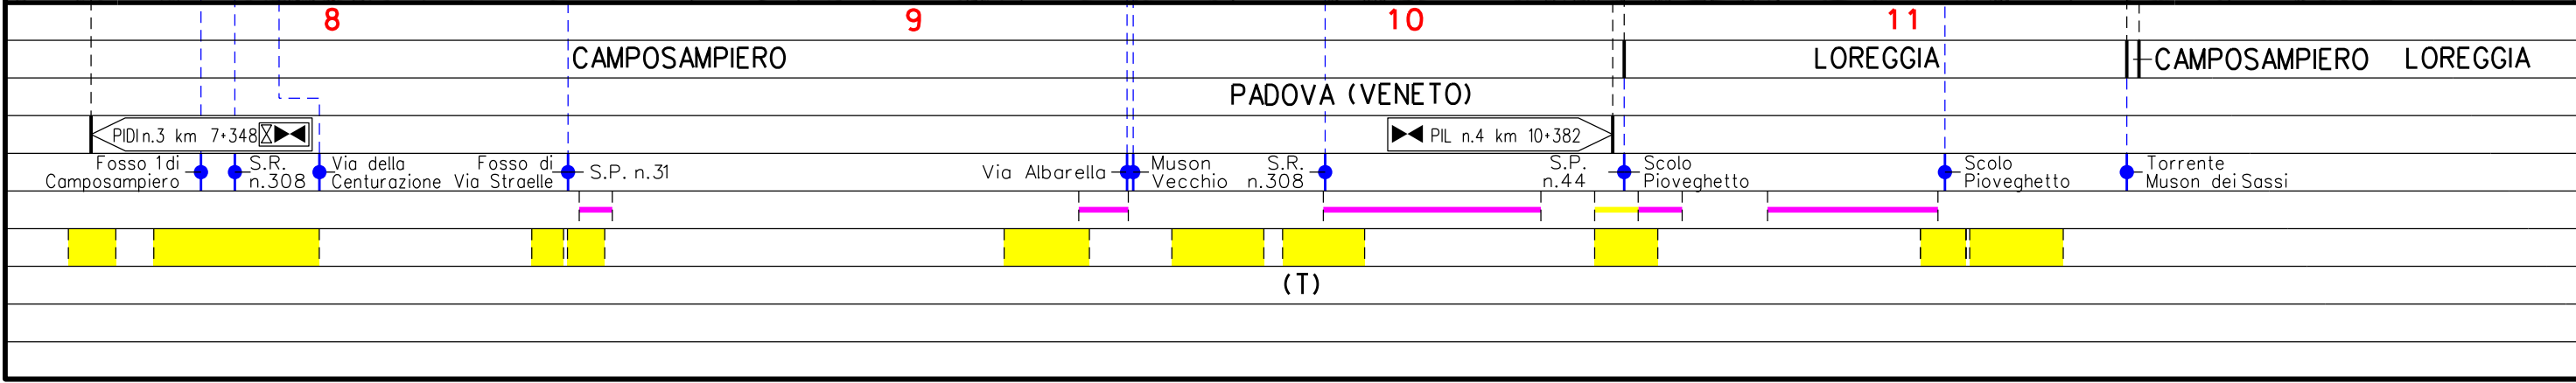 8 9 10 11
CAMPOSAMPIERO LOREGGIA CAMPOSAMPIERO LOREGGIA
PADOVA (VENETO)
PIDI n.3 km 7+348 PIL n.4 km 10+382
Fosso 1 di
Camposampiero
S.R.
n.308
Via della
Centurazione
Fosso di
Via Straelle
S.P. n.31
Via Albarella
Muson
Vecchio
S.R.
n.308
S.P.
n.44
Scolo
Pioveghetto
Scolo
Pioveghetto
Torrente
Muson dei Sassi
(T)